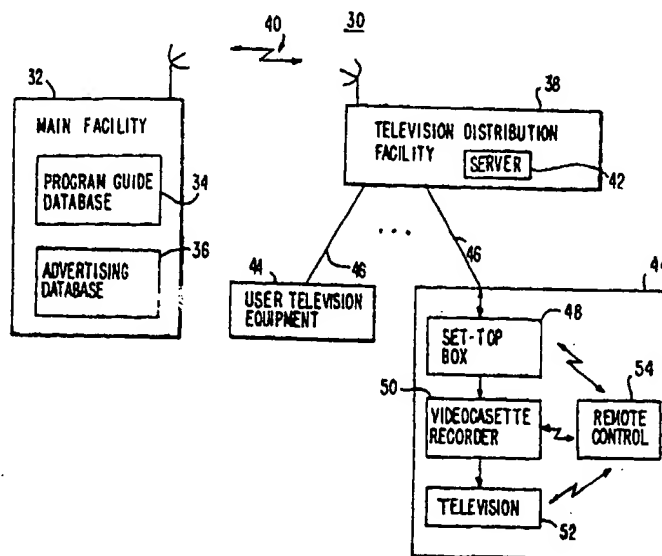 40
30
32
38
MAIN FACILITY
PROGRAM GUIDE
DATABASE
34
ADVERTISING
DATABASE
36
TELEVISION DISTRIBUTION
FACILITY
SERVER
42
46
46
44
USER TELEVISION
EQUIPMENT
44
SET-TOP
BOX
48
50
VIDEOCASETTE
RECORDER
54
REMOTE
CONTROL
TELEVISION
52